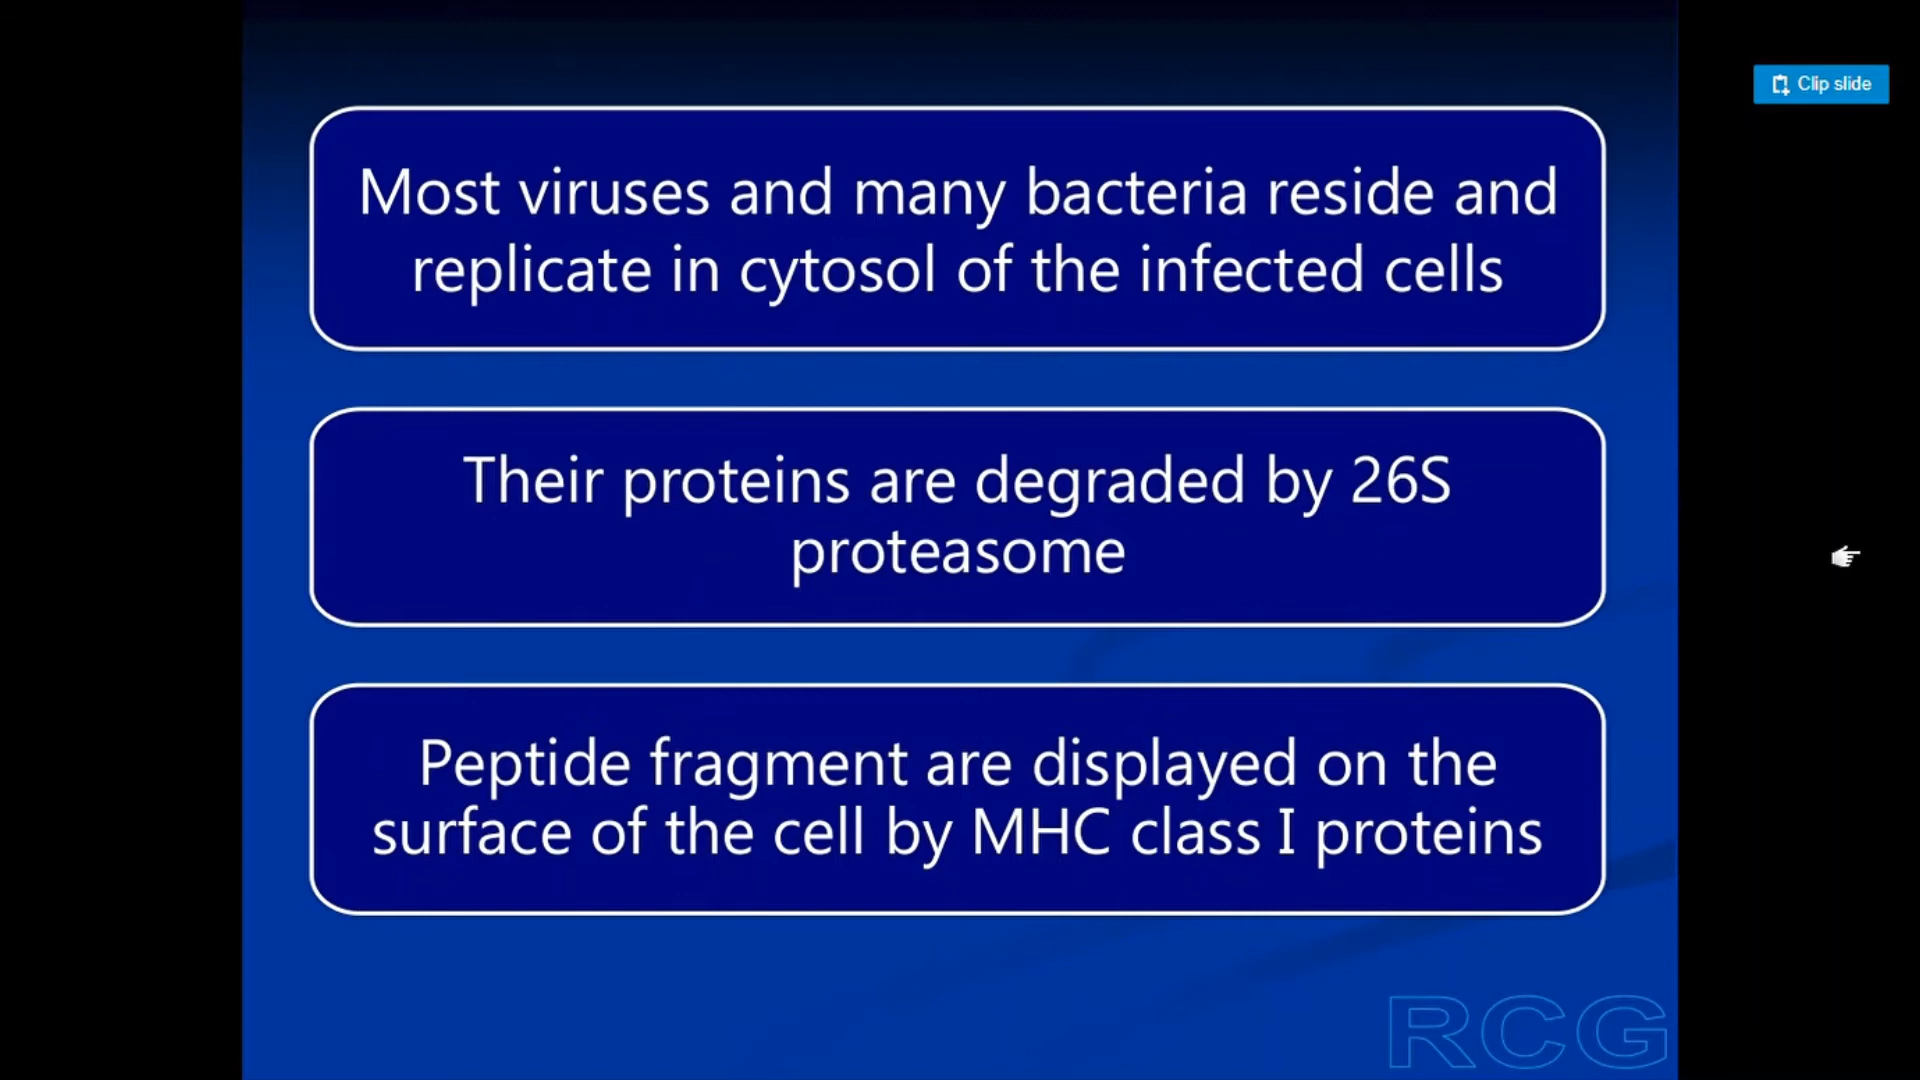 Clip slide
Most viruses and many bacteria reside and
replicate in cytosol of the infected cells
Their proteins are degraded by 26S
proteasome
Peptide fragment are displayed on the
surface of the cell by MHC class I proteins
RCG